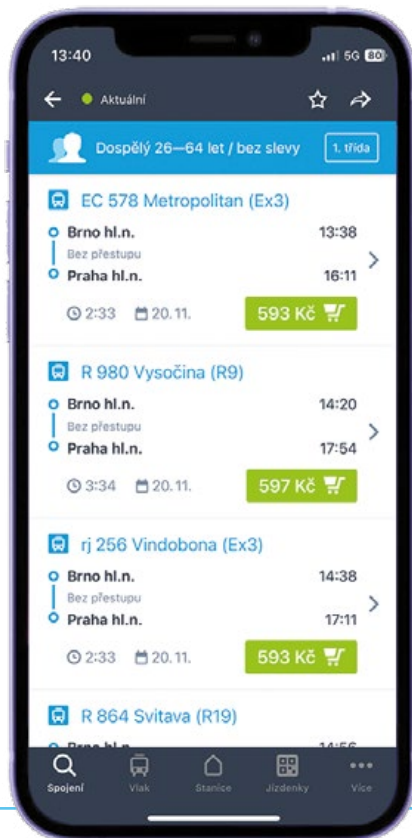 13:40 5G 80
Aktuální
Dospělý 26—64 let / bez slevy 1. třída
EC 578 Metropolitan (Ex3)
Brno hl.n. 13:38
Bez přestupu
Praha hl.n. 16:11
2:33 20. 11. 593 Kč
R 980 Vysočina (R9)
Brno hl.n. 14:20
Bez přestupu
Praha hl.n. 17:54
3:34 20. 11. 597 Kč
rj 256 Vindobona (Ex3)
Brno hl.n. 14:38
Bez přestupu
Praha hl.n. 17:11
2:33 20. 11. 593 Kč
R 864 Svitava (R19)
Brno hl.n. 14:56
Spojení Vlak Stanice Jízdenky Více